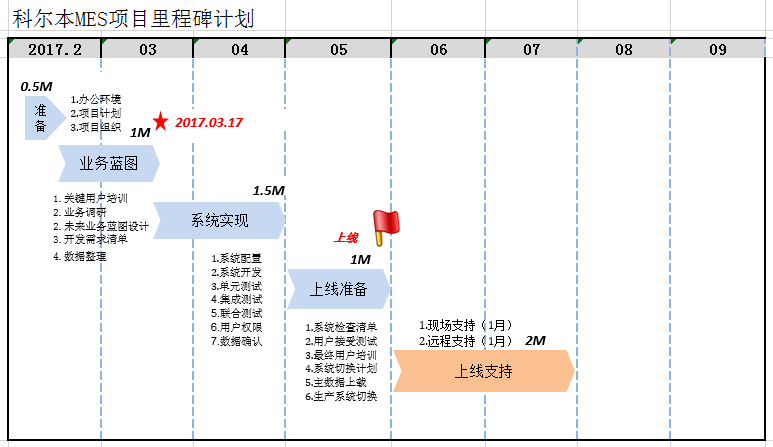 科尔本MES项目里程碑计划
2017.2 03 04 05 06 07 08 09
0.5M
准备
1.办公环境
2.项目计划
3.项目组织
1M
2017.03.17
业务蓝图
1. 关键用户培训
2. 业务调研
2. 未来业务蓝图设计
3. 开发需求清单
4. 数据整理
1.5M
系统实现
1.系统配置
2.系统开发
3.单元测试
4.集成测试
5.联合测试
6.用户权限
7.数据确认
上线
1M
上线准备
1.系统检查清单
2.用户接受测试
3.最终用户培训
4.系统切换计划
5.主数据上载
6.生产系统切换
1.现场支持（1月）
2.远程支持（1月）
2M
上线支持